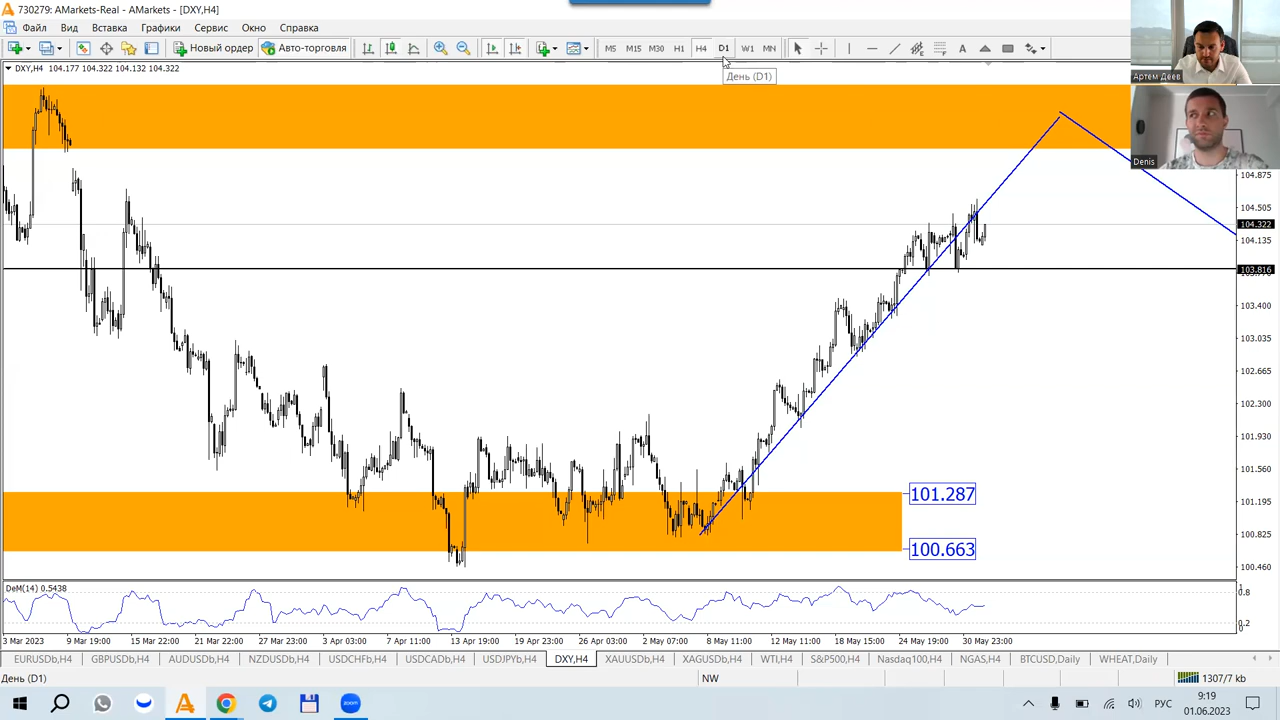 730279: AMarkets-Real - AMarkets - [DXY,H4]
Файл Вид Вставка Графики Сервис Окно Справка
Новый ордер Авто-торговля M5 M15 M30 H1 H4 D1 W1 MN A
DXY,H4 104.177 104.322 104.132 104.322
День (D1)
Артем Деев
Denis
104.875
104.505
104.322
104.135
103.816
103.400
103.035
102.665
102.300
101.930
101.560
101.195
100.825
100.460
101.287
100.663
DeM(14) 0.5438
0.8
0.2
0
3 Mar 2023 9 Mar 19:00 15 Mar 22:00 21 Mar 22:00 27 Mar 23:00 3 Apr 03:00 7 Apr 11:00 13 Apr 19:00 19 Apr 23:00 26 Apr 03:00 2 May 07:00 8 May 11:00 12 May 11:00 18 May 15:00 24 May 19:00 30 May 23:00
EURUSDb,H4 GBPUSDb,H4 AUDUSDb,H4 NZDUSDb,H4 USDCHFb,H4 USDCADb,H4 USDJPYb,H4 DXY,H4 XAUUSDb,H4 XAGUSDb,H4 WTI,H4 S&P500,H4 Nasdaq100,H4 NGAS,H4 BTCUSD,Daily WHEAT,Daily
День (D1) NW 1307/7 kb
zoom РУС 9:19
01.06.2023